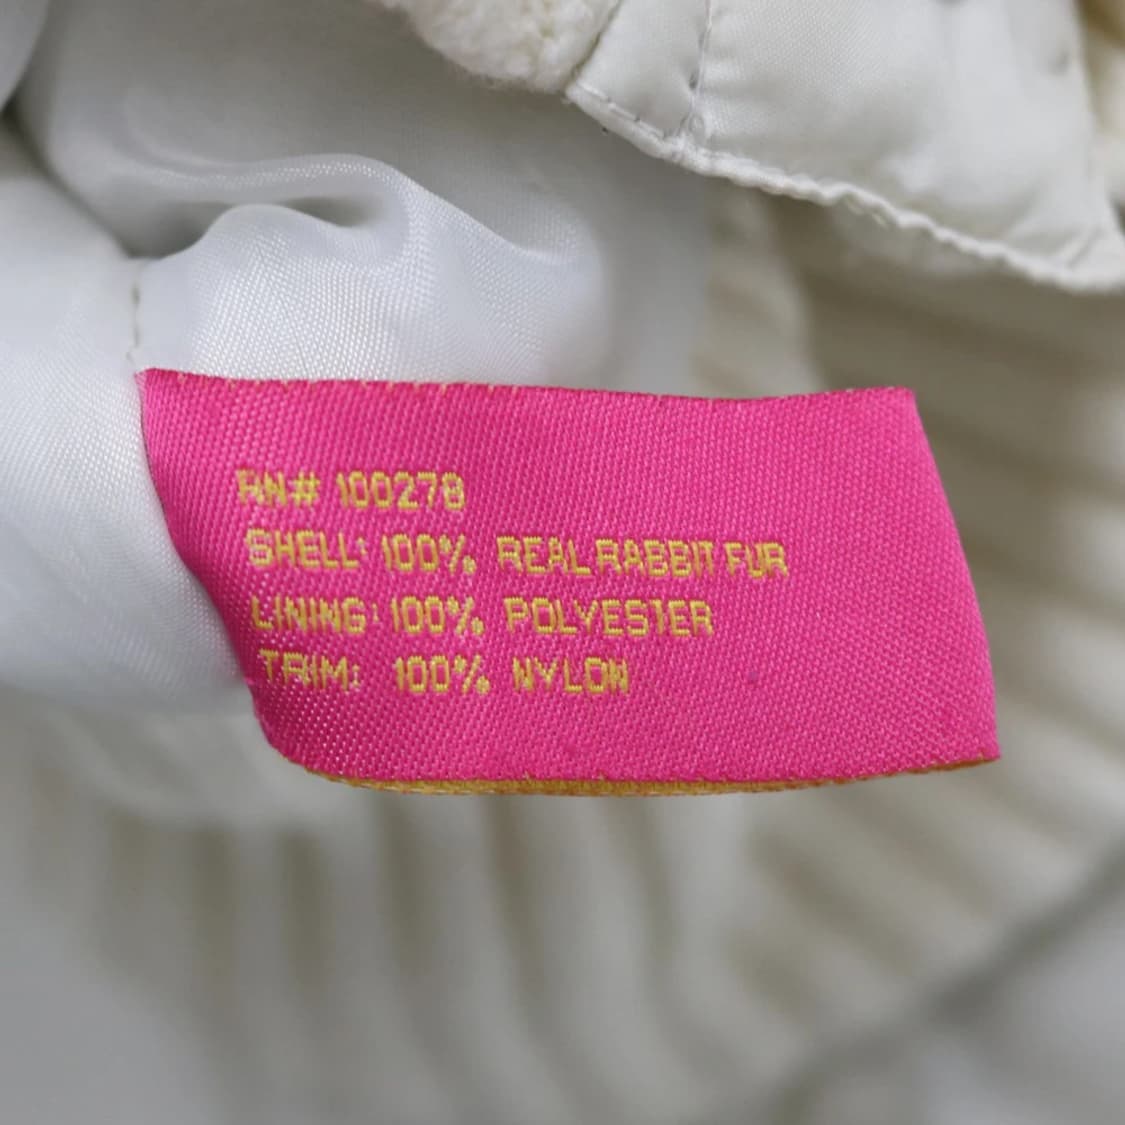 RN# 100278
SHELL: 100% REAL RABBIT FUR
LINING: 100% POLYESTER
TRIM: 100% NYLON